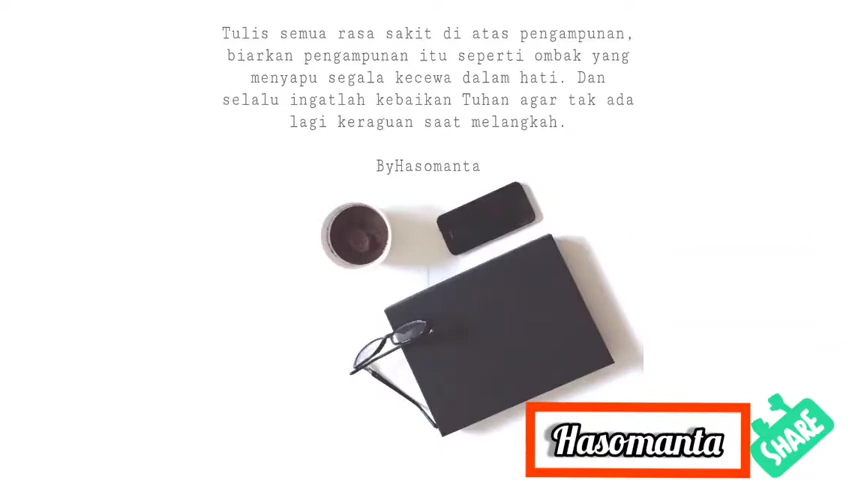 Tulis semua rasa sakit di atas pengampunan,
biarkan pengampunan itu seperti ombak yang
menyapu segala kecewa dalam hati. Dan
selalu ingatlah kebaikan Tuhan agar tak ada
lagi keraguan saat melangkah.
ByHasomanta
Hasomanta
SHARE